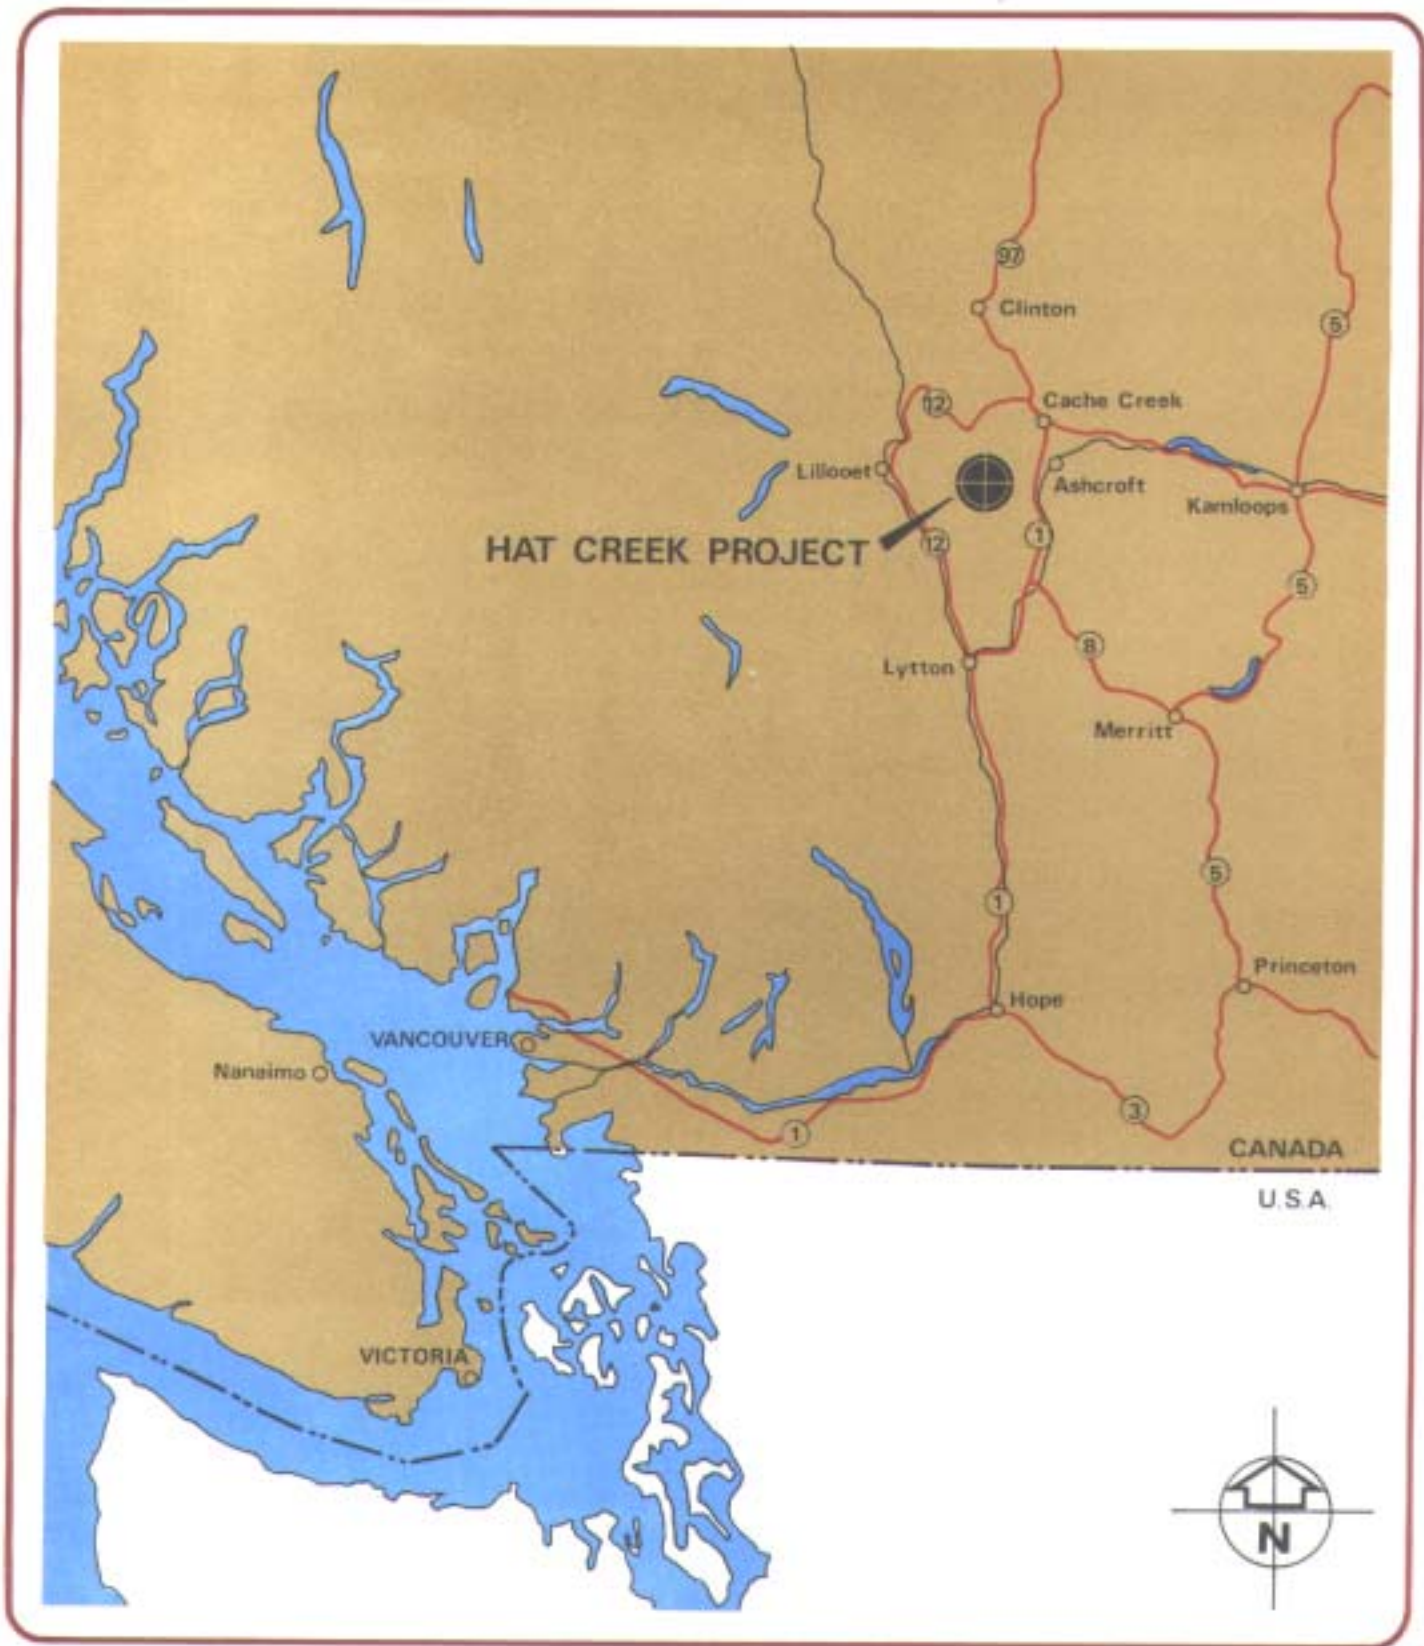 97
Clinton
5
12
Cache Creek
Lillooet
Ashcroft
Kamloops
HAT CREEK PROJECT
12
1
5
8
Lytton
Merritt
5
1
Princeton
Hope
VANCOUVER
Nanaimo
3
1
CANADA
U.S.A.
VICTORIA
N